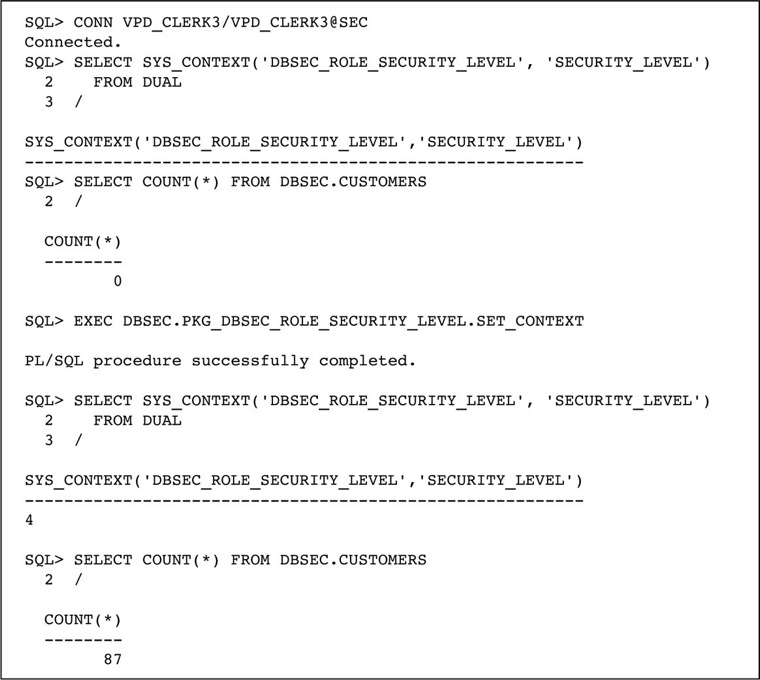 SQL> CONN VPD_CLERK3/VPD_CLERK3@SEC
Connected.
SQL> SELECT SYS_CONTEXT('DBSEC_ROLE_SECURITY_LEVEL', 'SECURITY_LEVEL')
  2    FROM DUAL
  3  /
SYS_CONTEXT('DBSEC_ROLE_SECURITY_LEVEL','SECURITY_LEVEL')
---------------------------------------------------------
SQL> SELECT COUNT(*) FROM DBSEC.CUSTOMERS
  2  /
  COUNT(*)
  --------
         0
SQL> EXEC DBSEC.PKG_DBSEC_ROLE_SECURITY_LEVEL.SET_CONTEXT
PL/SQL procedure successfully completed.
SQL> SELECT SYS_CONTEXT('DBSEC_ROLE_SECURITY_LEVEL', 'SECURITY_LEVEL')
  2    FROM DUAL
  3  /
SYS_CONTEXT('DBSEC_ROLE_SECURITY_LEVEL','SECURITY_LEVEL')
---------------------------------------------------------
4
SQL> SELECT COUNT(*) FROM DBSEC.CUSTOMERS
  2  /
  COUNT(*)
  --------
        87